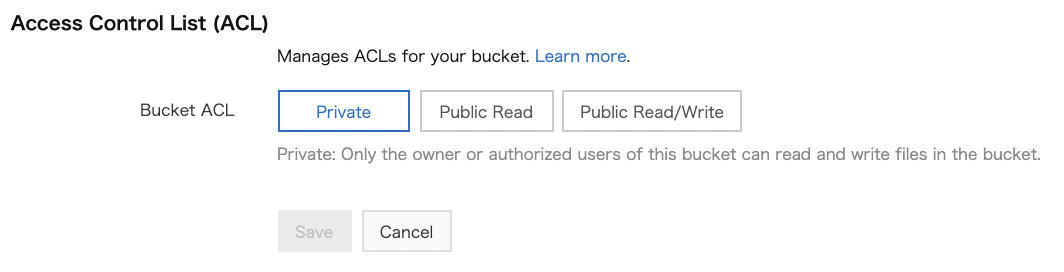 Access Control List (ACL)
Manages ACLs for your bucket. Learn more.
Bucket ACL Private Public Read Public Read/Write
Private: Only the owner or authorized users of this bucket can read and write files in the bucket.
Save Cancel